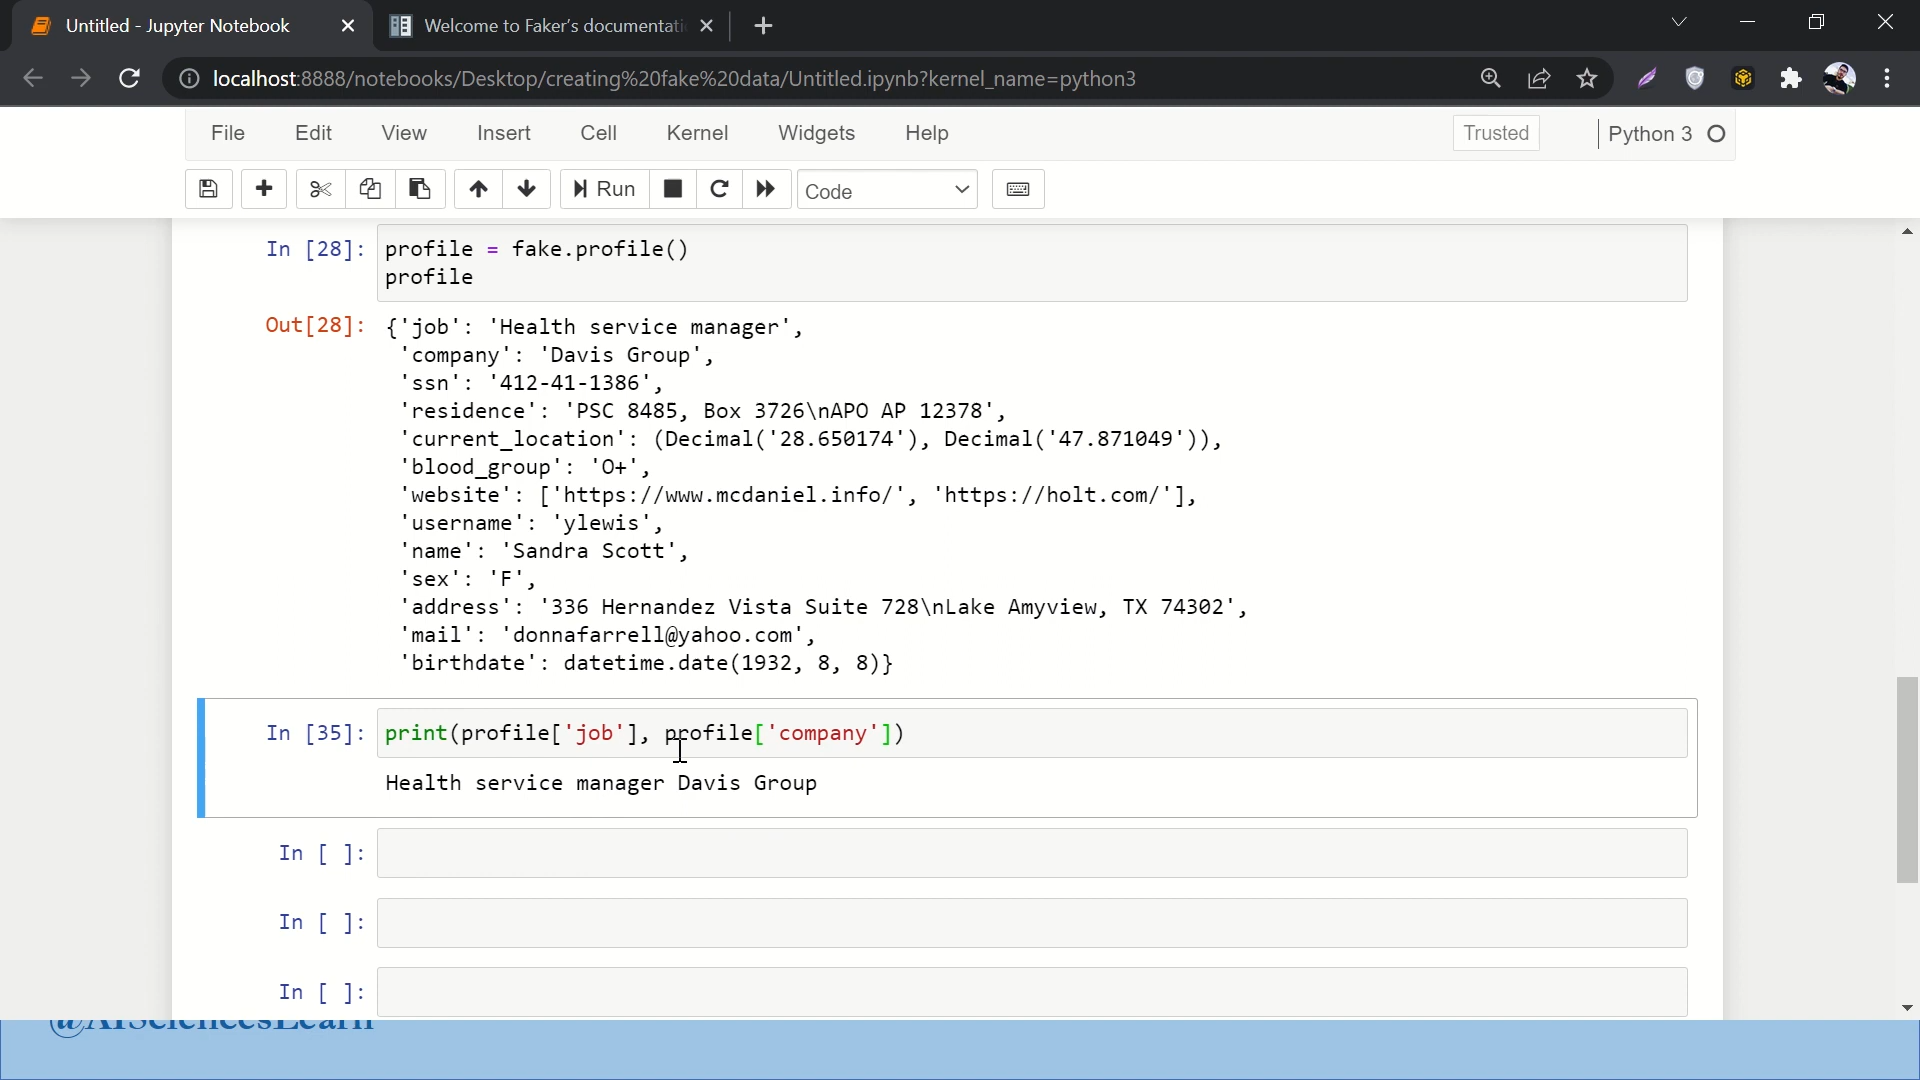 Untitled - Jupyter Notebook
Welcome to Faker's documentati
localhost:8888/notebooks/Desktop/creating%20fake%20data/Untitled.ipynb?kernel_name=python3
File Edit View Insert Cell Kernel Widgets Help Trusted Python 3
Run Code
In [28]: profile = fake.profile()
profile
Out[28]: {'job': 'Health service manager',
'company': 'Davis Group',
'ssn': '412-41-1386',
'residence': 'PSC 8485, Box 3726\nAPO AP 12378',
'current_location': (Decimal('28.650174'), Decimal('47.871049')),
'blood_group': 'O+',
'website': ['https://www.mcdaniel.info/', 'https://holt.com/'],
'username': 'ylewis',
'name': 'Sandra Scott',
'sex': 'F',
'address': '336 Hernandez Vista Suite 728\nLake Amyview, TX 74302',
'mail': 'donnafarrell@yahoo.com',
'birthdate': datetime.date(1932, 8, 8)}
In [35]: print(profile['job'], profile['company'])
Health service manager Davis Group
In [ ]:
In [ ]:
In [ ]:
@AISciencesLearn